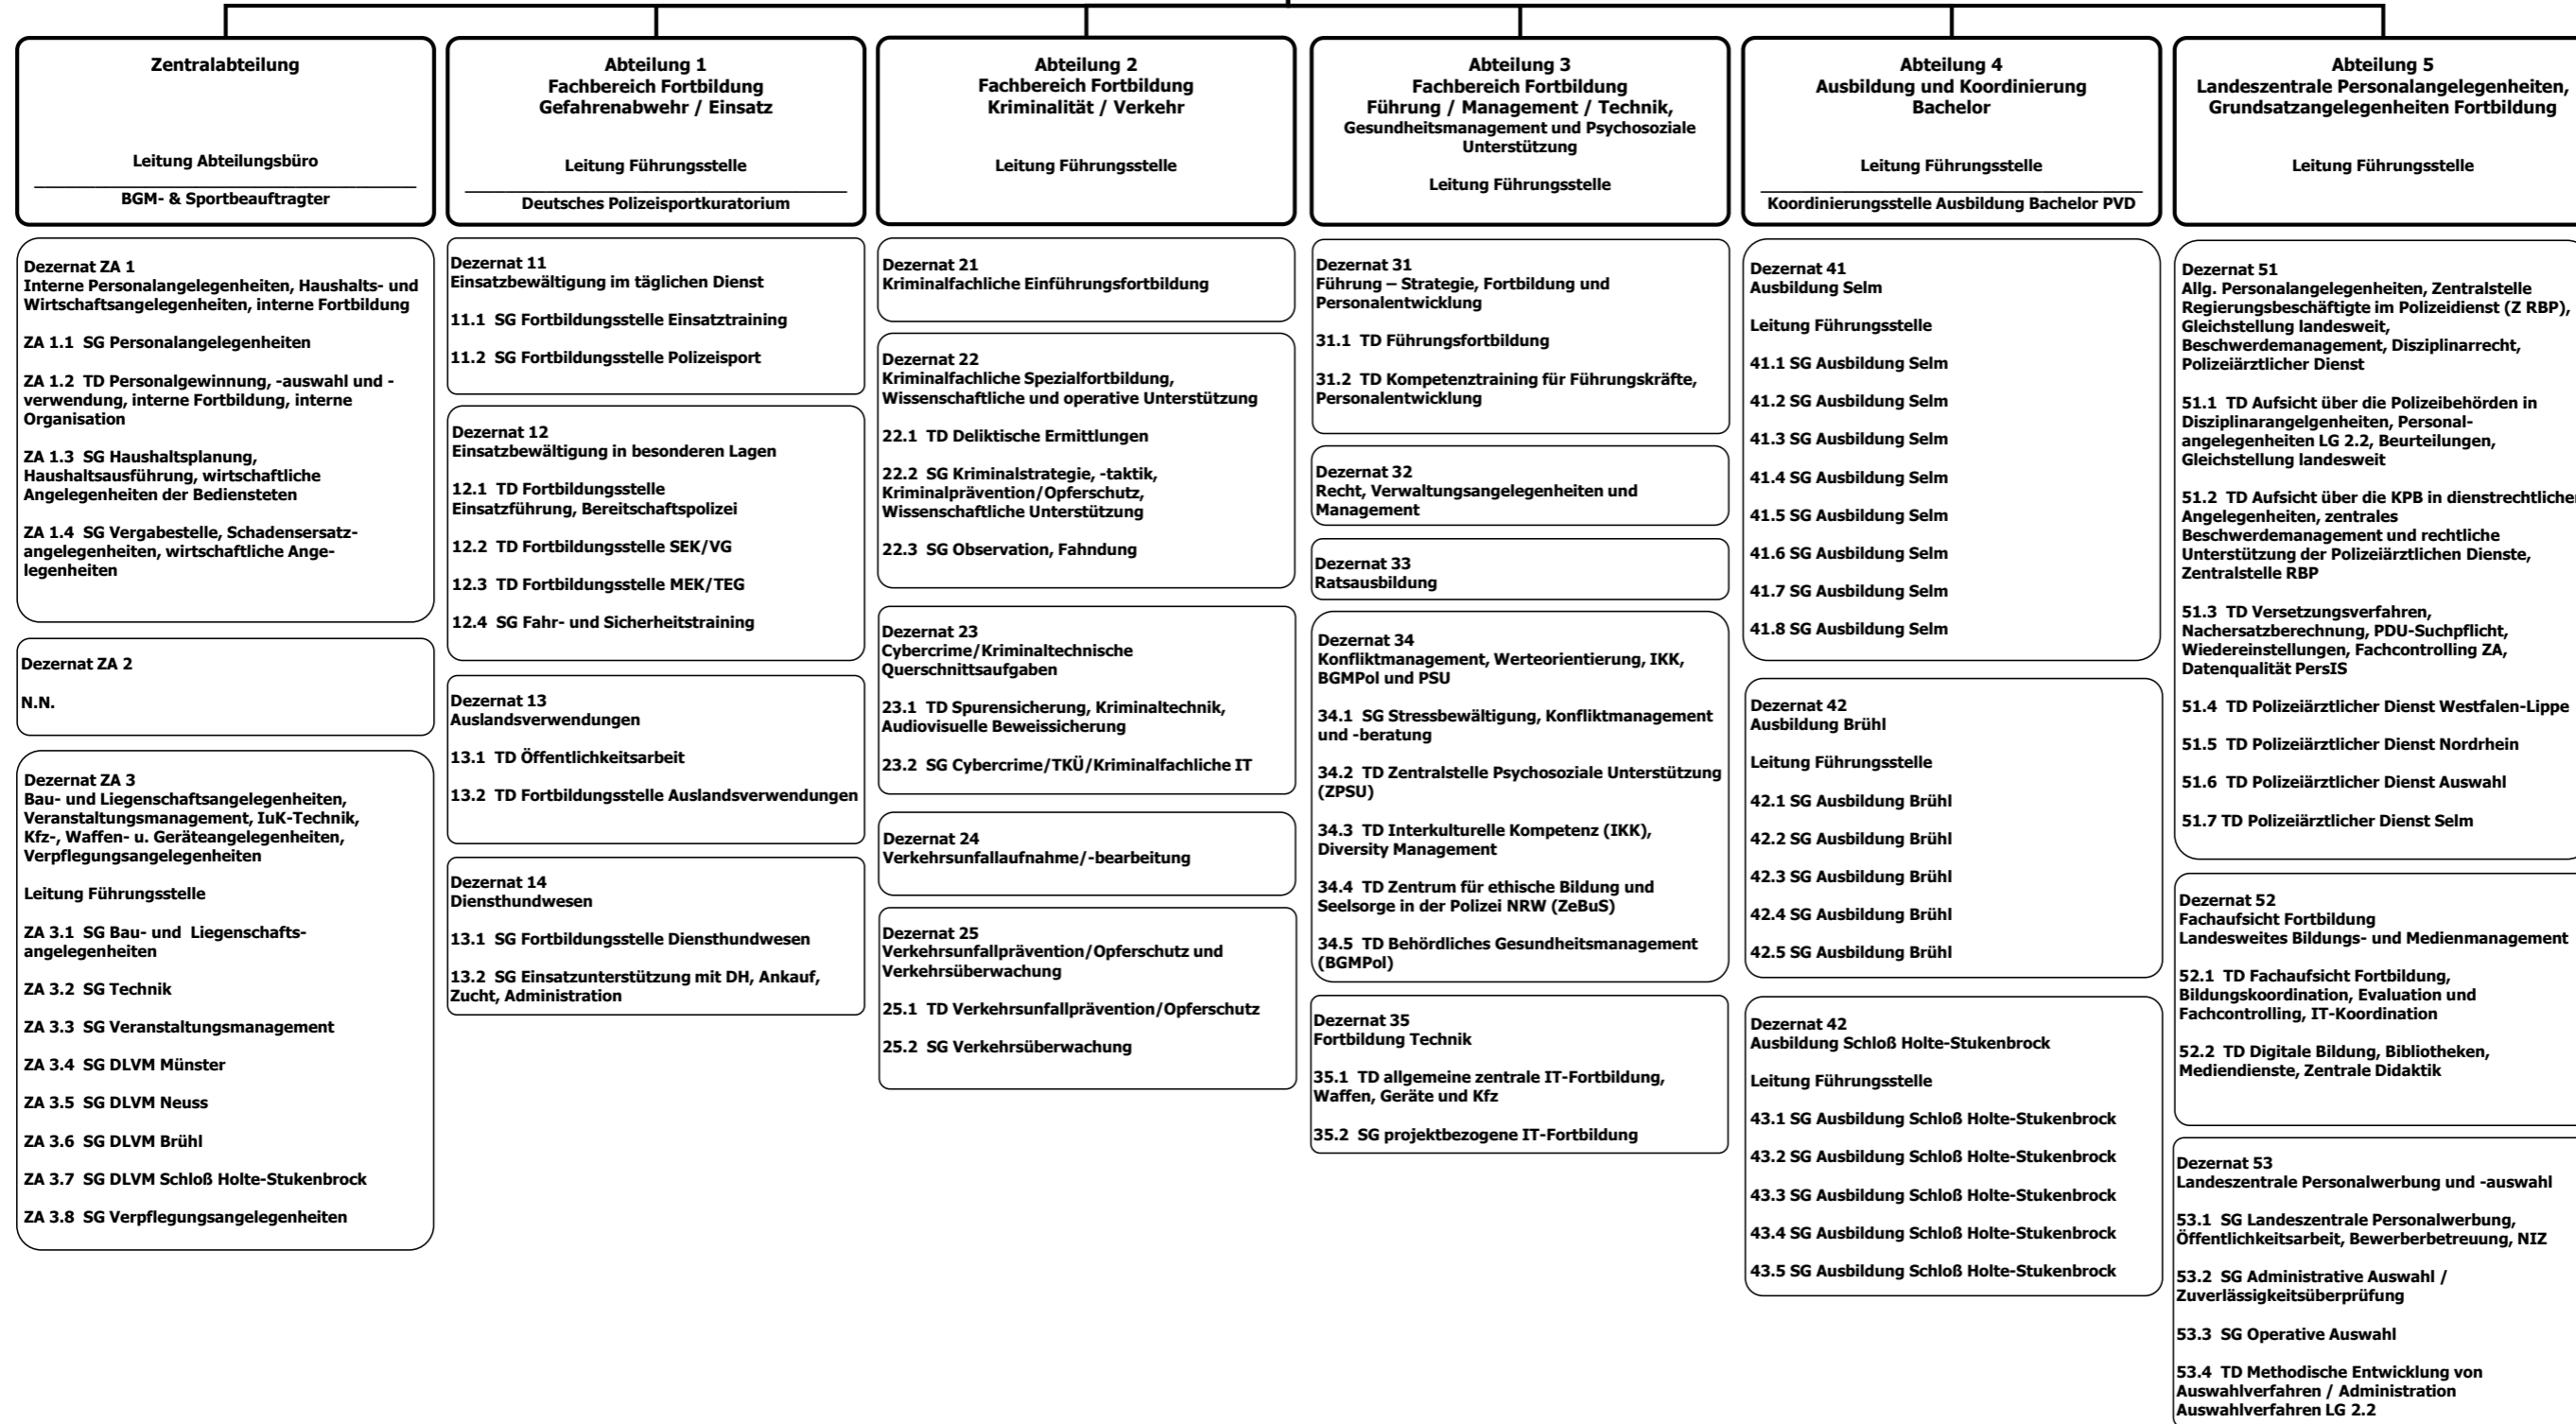 Zentralabteilung
Leitung Abteilungsbüro
BGM- & Sportbeauftragter
Dezernat ZA 1
Interne Personalangelegenheiten, Haushalts- und
Wirtschaftsangelegenheiten, interne Fortbildung
ZA 1.1 SG Personalangelegenheiten
ZA 1.2 TD Personalgewinnung, -auswahl und -
verwendung, interne Fortbildung, interne
Organisation
ZA 1.3 SG Haushaltsplanung,
Haushaltsausführung, wirtschaftliche
Angelegenheiten der Bediensteten
ZA 1.4 SG Vergabestelle, Schadensersatz-
angelegenheiten, wirtschaftliche Ange-
legenheiten
Dezernat ZA 2
N.N.
Dezernat ZA 3
Bau- und Liegenschaftsangelegenheiten,
Veranstaltungsmanagement, IuK-Technik,
Kfz-, Waffen- u. Geräteangelegenheiten,
Verpflegungsangelegenheiten
Leitung Führungsstelle
ZA 3.1 SG Bau- und Liegenschafts-
angelegenheiten
ZA 3.2 SG Technik
ZA 3.3 SG Veranstaltungsmanagement
ZA 3.4 SG DLVM Münster
ZA 3.5 SG DLVM Neuss
ZA 3.6 SG DLVM Brühl
ZA 3.7 SG DLVM Schloß Holte-Stukenbrock
ZA 3.8 SG Verpflegungsangelegenheiten
Abteilung 1
Fachbereich Fortbildung
Gefahrenabwehr / Einsatz
Leitung Führungsstelle
Deutsches Polizeisportkuratorium
Dezernat 11
Einsatzbewältigung im täglichen Dienst
11.1 SG Fortbildungsstelle Einsatztraining
11.2 SG Fortbildungsstelle Polizeisport
Dezernat 12
Einsatzbewältigung in besonderen Lagen
12.1 TD Fortbildungsstelle
Einsatzführung, Bereitschaftspolizei
12.2 TD Fortbildungsstelle SEK/VG
12.3 TD Fortbildungsstelle MEK/TEG
12.4 SG Fahr- und Sicherheitstraining
Dezernat 13
Auslandsverwendungen
13.1 TD Öffentlichkeitsarbeit
13.2 TD Fortbildungsstelle Auslandsverwendungen
Dezernat 14
Diensthundwesen
13.1 SG Fortbildungsstelle Diensthundwesen
13.2 SG Einsatzunterstützung mit DH, Ankauf,
Zucht, Administration
Abteilung 2
Fachbereich Fortbildung
Kriminalität / Verkehr
Leitung Führungsstelle
Dezernat 21
Kriminalfachliche Einführungsfortbildung
Dezernat 22
Kriminalfachliche Spezialfortbildung,
Wissenschaftliche und operative Unterstützung
22.1 TD Deliktische Ermittlungen
22.2 SG Kriminalstrategie, -taktik,
Kriminalprävention/Opferschutz,
Wissenschaftliche Unterstützung
22.3 SG Observation, Fahndung
Dezernat 23
Cybercrime/Kriminaltechnische
Querschnittsaufgaben
23.1 TD Spurensicherung, Kriminaltechnik,
Audiovisuelle Beweissicherung
23.2 SG Cybercrime/TKÜ/Kriminalfachliche IT
Dezernat 24
Verkehrsunfallaufnahme/-bearbeitung
Dezernat 25
Verkehrsunfallprävention/Opferschutz und
Verkehrsüberwachung
25.1 TD Verkehrsunfallprävention/Opferschutz
25.2 SG Verkehrsüberwachung
Abteilung 3
Fachbereich Fortbildung
Führung / Management / Technik,
Gesundheitsmanagement und Psychosoziale
Unterstützung
Leitung Führungsstelle
Dezernat 31
Führung – Strategie, Fortbildung und
Personalentwicklung
31.1 TD Führungsfortbildung
31.2 TD Kompetenztraining für Führungskräfte,
Personalentwicklung
Dezernat 32
Recht, Verwaltungsangelegenheiten und
Management
Dezernat 33
Ratsausbildung
Dezernat 34
Konfliktmanagement, Werteorientierung, IKK,
BGMPol und PSU
34.1 SG Stressbewältigung, Konfliktmanagement
und -beratung
34.2 TD Zentralstelle Psychosoziale Unterstützung
(ZPSU)
34.3 TD Interkulturelle Kompetenz (IKK),
Diversity Management
34.4 TD Zentrum für ethische Bildung und
Seelsorge in der Polizei NRW (ZeBuS)
34.5 TD Behördliches Gesundheitsmanagement
(BGMPol)
Dezernat 35
Fortbildung Technik
35.1 TD allgemeine zentrale IT-Fortbildung,
Waffen, Geräte und Kfz
35.2 SG projektbezogene IT-Fortbildung
Abteilung 4
Ausbildung und Koordinierung
Bachelor
Leitung Führungsstelle
Koordinierungsstelle Ausbildung Bachelor PVD
Dezernat 41
Ausbildung Selm
Leitung Führungsstelle
41.1 SG Ausbildung Selm
41.2 SG Ausbildung Selm
41.3 SG Ausbildung Selm
41.4 SG Ausbildung Selm
41.5 SG Ausbildung Selm
41.6 SG Ausbildung Selm
41.7 SG Ausbildung Selm
41.8 SG Ausbildung Selm
Dezernat 42
Ausbildung Brühl
Leitung Führungsstelle
42.1 SG Ausbildung Brühl
42.2 SG Ausbildung Brühl
42.3 SG Ausbildung Brühl
42.4 SG Ausbildung Brühl
42.5 SG Ausbildung Brühl
Dezernat 42
Ausbildung Schloß Holte-Stukenbrock
Leitung Führungsstelle
43.1 SG Ausbildung Schloß Holte-Stukenbrock
43.2 SG Ausbildung Schloß Holte-Stukenbrock
43.3 SG Ausbildung Schloß Holte-Stukenbrock
43.4 SG Ausbildung Schloß Holte-Stukenbrock
43.5 SG Ausbildung Schloß Holte-Stukenbrock
Abteilung 5
Landeszentrale Personalangelegenheiten,
Grundsatzangelegenheiten Fortbildung
Leitung Führungsstelle
Dezernat 51
Allg. Personalangelegenheiten, Zentralstelle
Regierungsbeschäftigte im Polizeidienst (Z RBP),
Gleichstellung landesweit,
Beschwerdemanagement, Disziplinarrecht,
Polizeiärztlicher Dienst
51.1 TD Aufsicht über die Polizeibehörden in
Disziplinarangelgenheiten, Personal-
angelegenheiten LG 2.2, Beurteilungen,
Gleichstellung landesweit
51.2 TD Aufsicht über die KPB in dienstrechtlichen
Angelegenheiten, zentrales
Beschwerdemanagement und rechtliche
Unterstützung der Polizeiärztlichen Dienste,
Zentralstelle RBP
51.3 TD Versetzungsverfahren,
Nachersatzberechnung, PDU-Suchpflicht,
Wiedereinstellungen, Fachcontrolling ZA,
Datenqualität PersIS
51.4 TD Polizeiärztlicher Dienst Westfalen-Lippe
51.5 TD Polizeiärztlicher Dienst Nordrhein
51.6 TD Polizeiärztlicher Dienst Auswahl
51.7 TD Polizeiärztlicher Dienst Selm
Dezernat 52
Fachaufsicht Fortbildung
Landesweites Bildungs- und Medienmanagement
52.1 TD Fachaufsicht Fortbildung,
Bildungskoordination, Evaluation und
Fachcontrolling, IT-Koordination
52.2 TD Digitale Bildung, Bibliotheken,
Mediendienste, Zentrale Didaktik
Dezernat 53
Landeszentrale Personalwerbung und -auswahl
53.1 SG Landeszentrale Personalwerbung,
Öffentlichkeitsarbeit, Bewerberbetreuung, NIZ
53.2 SG Administrative Auswahl /
Zuverlässigkeitsüberprüfung
53.3 SG Operative Auswahl
53.4 TD Methodische Entwicklung von
Auswahlverfahren / Administration
Auswahlverfahren LG 2.2